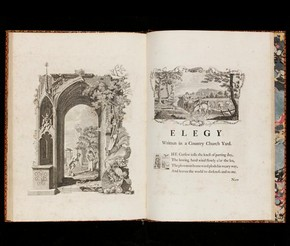 ELEGY
Written in a Country Church Yard.
THE Curfew tolls the knell of parting day,
The lowing herd wind slowly o'er the lea,
The plowman homeward plods his weary way,
And leaves the world to darkness and to me.